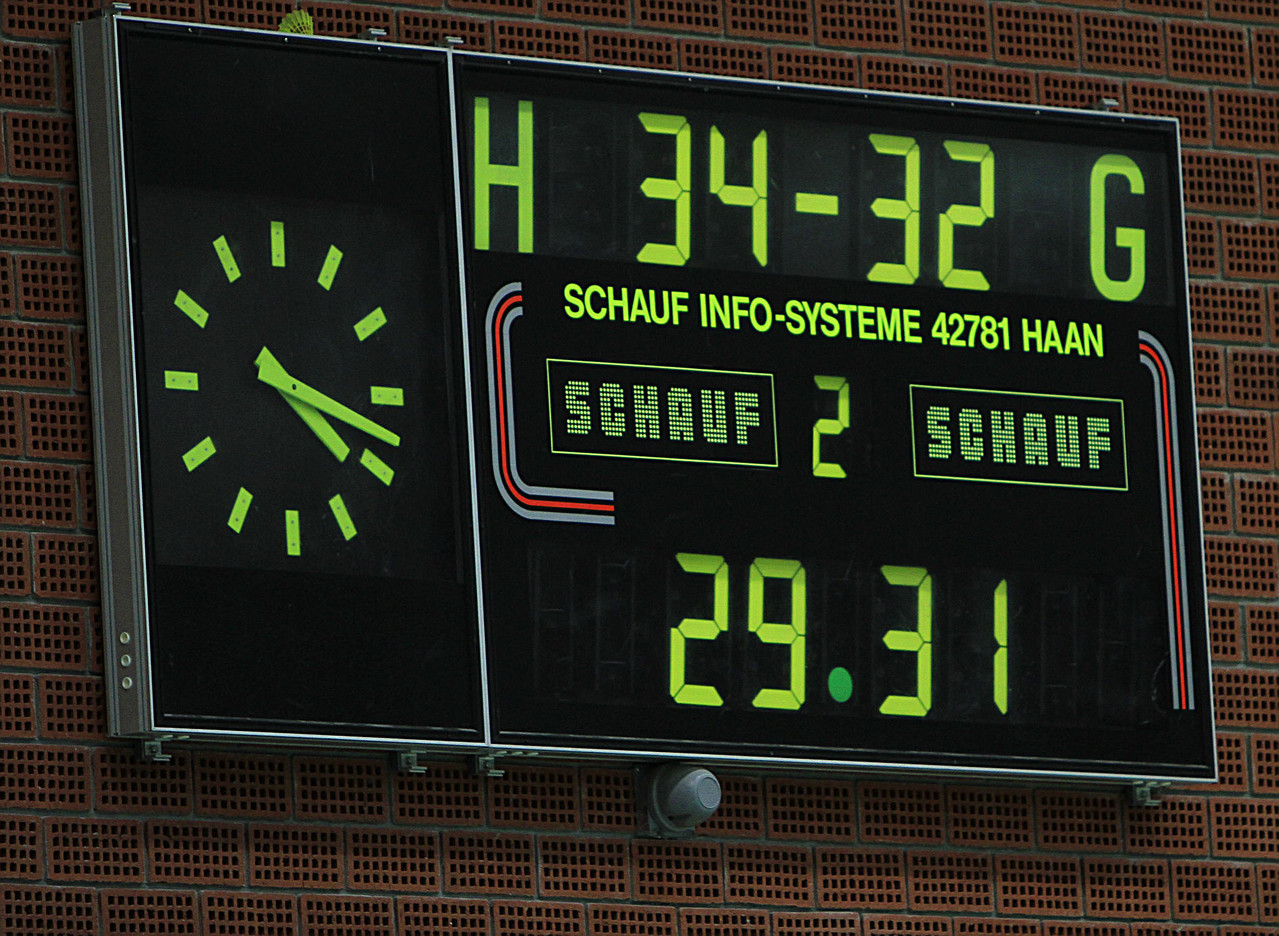 H 34-32 G
SCHAUF INFO-SYSTEME 42781 HAAN
SCHAUF 2 SCHAUF
29.31